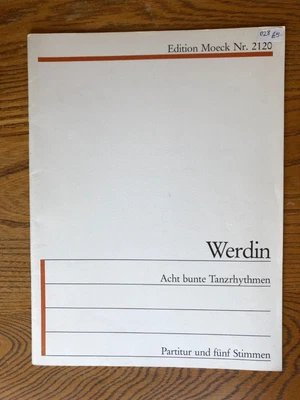 Edition Moeck Nr. 2120
Werdin
Acht bunte Tanzrhythmen
Partitur und fünf Stimmen